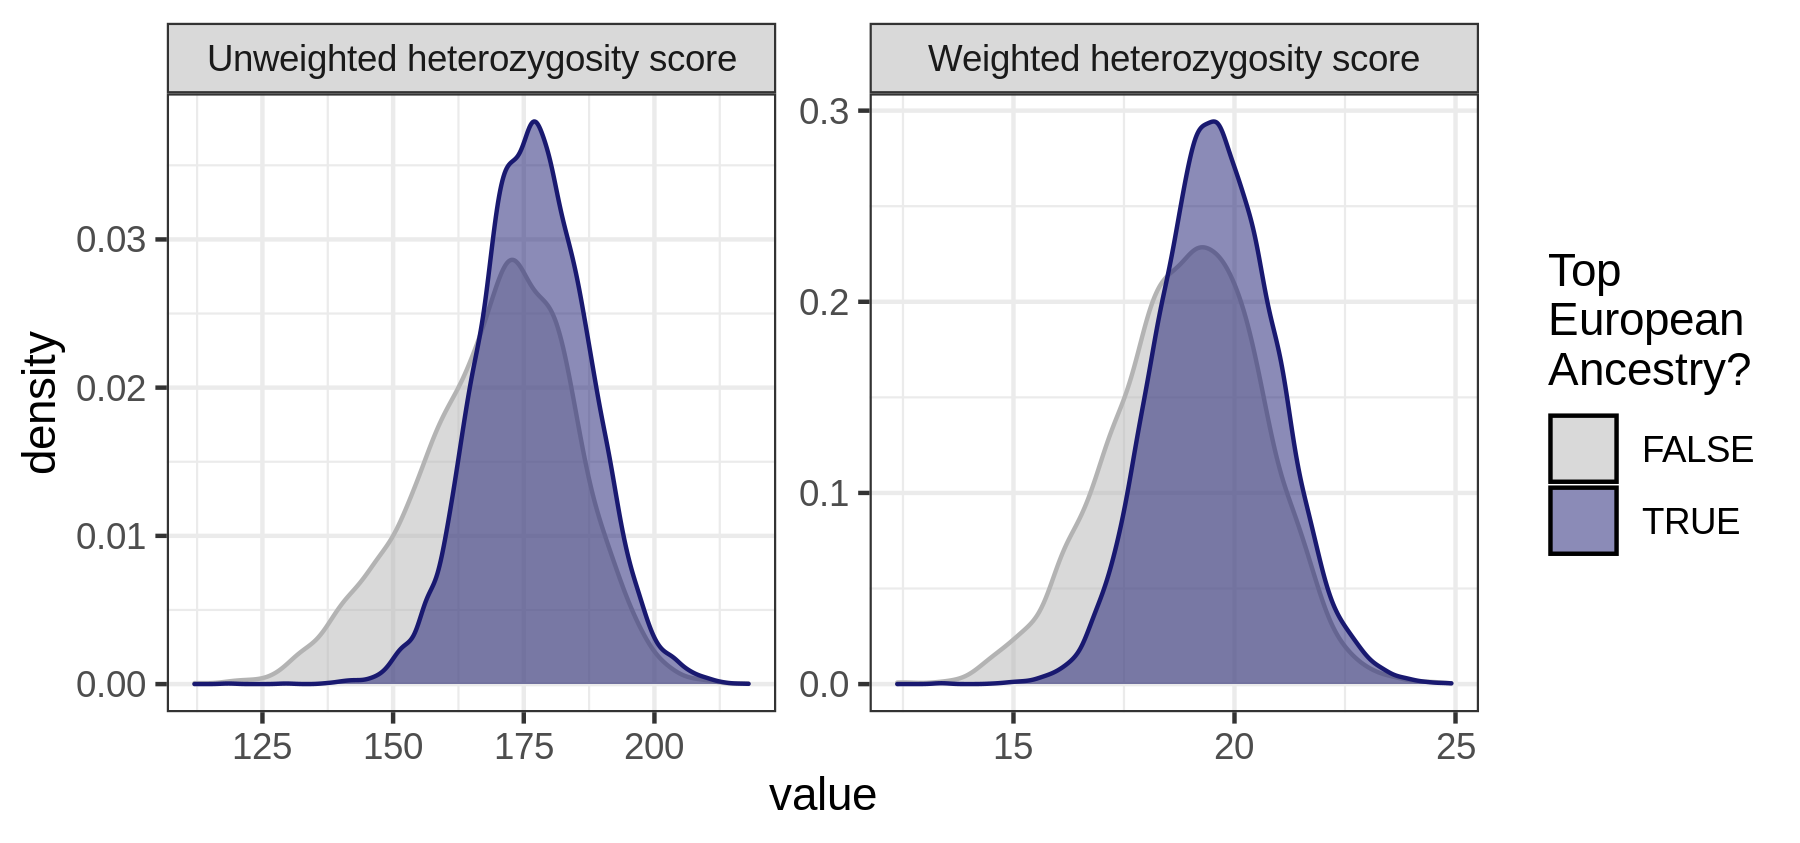 Unweighted heterozygosity score
Weighted heterozygosity score
density
0.03
0.02
0.01
0.00
125 150 175 200
0.3
0.2
0.1
0.0
15 20 25
value
Top
European
Ancestry?
FALSE
TRUE